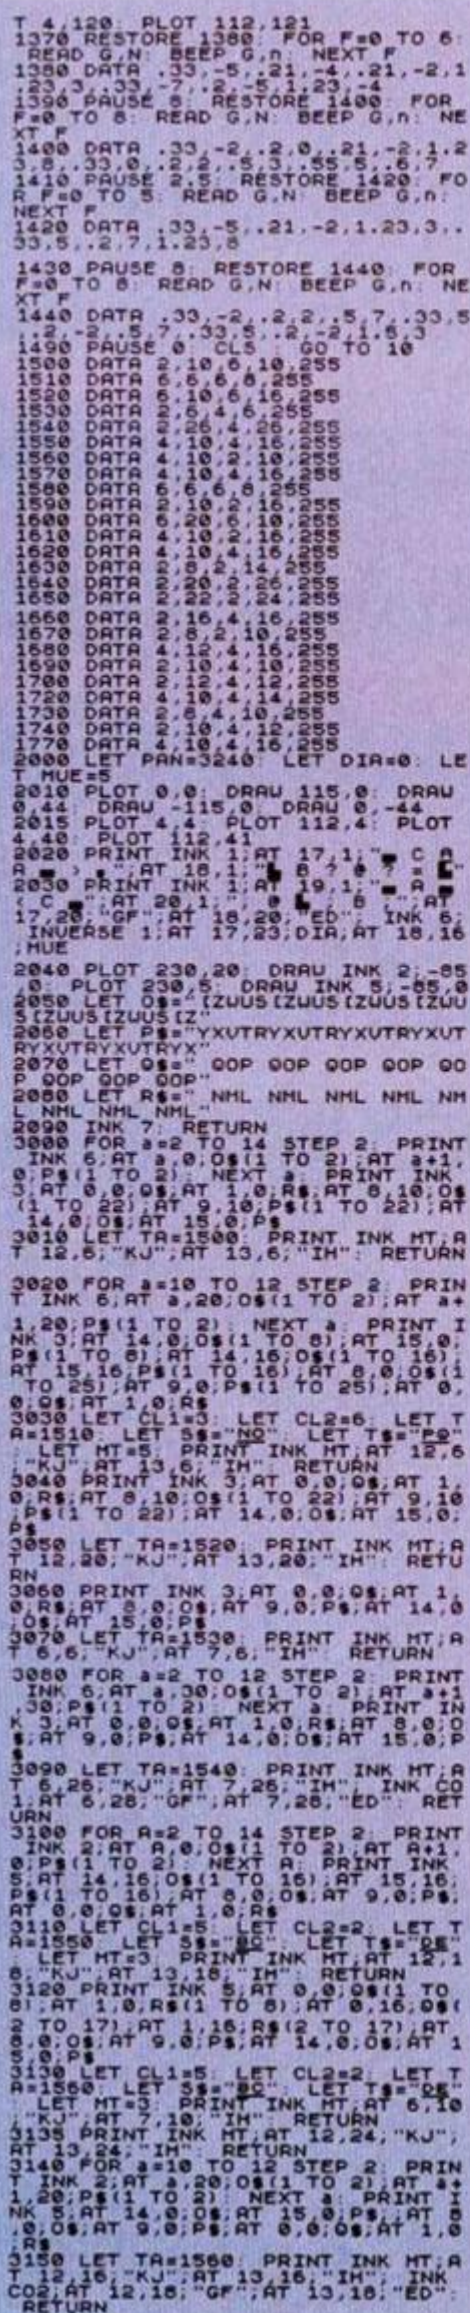 T 4,120: PLOT 112,121
1370 RESTORE 1380: FOR F=0 TO 6:
 READ G,N: BEEP G,n: NEXT F
1380 DATA .33,-5,.21,-4,.21,-2,1
.23,3,.33,-7,.2,-5,1.23,-4
1390 PAUSE 8: RESTORE 1400: FOR
F=0 TO 8: READ G,N: BEEP G,n: NE
XT F
1400 DATA .33,-2,.2,0,.21,-2,1.2
3,8,.33,0,.2,2,.5,3,.55,5,.6,7
1410 PAUSE 2.5: RESTORE 1420: FO
R F=0 TO 5: READ G,N: BEEP G,n:
NEXT F
1420 DATA .33,-5,.21,-2,1.23,3,.
33,5,.2,7,1.23,8
1430 PAUSE 8: RESTORE 1440: FOR
F=0 TO 8: READ G,N: BEEP G,n: NE
XT F
1440 DATA .33,-2,.2,2,.5,7,.33,5
,.2,-2,.5,7,.33,5,.2,-2,1.5,3
1490 PAUSE 0: CLS : GO TO 10
1500 DATA 2,10,6,10,255
1510 DATA 6,6,6,8,255
1520 DATA 6,10,6,16,255
1530 DATA 2,6,4,6,255
1540 DATA 2,26,4,26,255
1550 DATA 4,10,4,16,255
1560 DATA 4,10,2,10,255
1570 DATA 4,10,4,16,255
1580 DATA 6,6,6,8,255
1590 DATA 2,10,2,16,255
1600 DATA 6,20,6,10,255
1610 DATA 4,10,2,16,255
1620 DATA 4,10,4,16,255
1630 DATA 2,8,2,14,255
1640 DATA 2,20,2,26,255
1650 DATA 2,22,2,24,255
1660 DATA 2,16,4,16,255
1670 DATA 2,8,2,10,255
1680 DATA 4,12,4,16,255
1690 DATA 2,10,4,10,255
1700 DATA 2,12,4,12,255
1720 DATA 4,10,4,14,255
1730 DATA 2,8,4,10,255
1740 DATA 2,10,4,12,255
1770 DATA 4,10,4,16,255
2000 LET PAN=3240: LET DIA=0: LE
T MUE=5
2010 PLOT 0,0: DRAW 115,0: DRAW
0,44: DRAW -115,0: DRAW 0,-44
2015 PLOT 4,4: PLOT 112,4: PLOT
4,40: PLOT 112,41
2020 PRINT INK 1;AT 17,1;
2030 PRINT INK 1;AT 19,1;
17,20;"GF";AT 18,20;"ED": INK 6;
 INVERSE 1;AT 17,23;DIA;AT 18,16
;MUE
2040 PLOT 230,20: DRAW INK 2;-85
,0: PLOT 230,5: DRAW INK 5;-85,0
2050 LET O$=" [ZWUS [ZWUS [ZWUS [ZWU
S [ZWUS [ZWUS [Z"
2060 LET P$="YXVTRYXVTRYXVTRYXVT
RYXVTRYXVTRYX"
2070 LET Q$=" QOP QOP QOP QOP QO
P QOP QOP QOP"
2080 LET R$=" NML NML NML NML NM
L NML NML NML"
2090 INK 7: RETURN
3000 FOR a=2 TO 14 STEP 2: PRINT
 INK 6;AT a,0;O$(1 TO 2);AT a+1,
0;P$(1 TO 2): NEXT a: PRINT INK
3;AT 0,0;Q$;AT 1,0;R$;AT 8,10;O$
(1 TO 22);AT 9,10;P$(1 TO 22);AT
 14,0;O$;AT 15,0;P$
3010 LET TA=1500: PRINT INK MT;A
T 12,6;"KJ";AT 13,6;"IH": RETURN
3020 FOR a=10 TO 12 STEP 2: PRIN
T INK 6;AT a,20;O$(1 TO 2);AT a+
1,20;P$(1 TO 2): NEXT a: PRINT I
NK 3;AT 14,0;O$(1 TO 8);AT 15,0;
P$(1 TO 8);AT 14,16;O$(1 TO 16);
AT 15,16;P$(1 TO 16);AT 8,0;O$(1
 TO 25);AT 9,0;P$(1 TO 25);AT 0,
0;Q$;AT 1,0;R$
3030 LET CL1=3: LET CL2=6: LET T
A=1510: LET S$="NO": LET T$="PQ"
: LET MT=5: PRINT INK MT;AT 12,6
;"KJ";AT 13,6;"IH": RETURN
3040 PRINT INK 3;AT 0,0;Q$;AT 1,
0;R$;AT 8,10;O$(1 TO 22);AT 9,10
;P$(1 TO 22);AT 14,0;O$;AT 15,0;
P$
3050 LET TA=1520: PRINT INK MT;A
T 12,20;"KJ";AT 13,20;"IH": RETU
RN
3060 PRINT INK 3;AT 0,0;Q$;AT 1,
0;R$;AT 8,0;O$;AT 9,0;P$;AT 14,0
;O$;AT 15,0;P$
3070 LET TA=1530: PRINT INK MT;A
T 6,6;"KJ";AT 7,6;"IH": RETURN
3080 FOR a=2 TO 12 STEP 2: PRINT
 INK 6;AT a,30;O$(1 TO 2);AT a+1
,30;P$(1 TO 2): NEXT a: PRINT IN
K 3;AT 0,0;Q$;AT 1,0;R$;AT 8,0;O
$;AT 9,0;P$;AT 14,0;O$;AT 15,0;P
$
3090 LET TA=1540: PRINT INK MT;A
T 6,26;"KJ";AT 7,26;"IH"; INK CO
1;AT 6,28;"GF";AT 7,28;"ED": RET
URN
3100 FOR A=2 TO 14 STEP 2: PRINT
 INK 2;AT A,0;O$(1 TO 2);AT A+1,
0;P$(1 TO 2): NEXT A: PRINT INK
5;AT 14,16;O$(1 TO 16);AT 15,16;
P$(1 TO 16);AT 8,0;O$;AT 9,0;P$;
AT 0,0;Q$;AT 1,0;R$
3110 LET CL1=5: LET CL2=2: LET T
A=1550: LET S$="BC": LET T$="DE"
: LET MT=3: PRINT INK MT;AT 12,1
8;"KJ";AT 13,18;"IH": RETURN
3120 PRINT INK 5;AT 0,0;Q$(1 TO
8);AT 1,0;R$(1 TO 8);AT 0,16;Q$(
2 TO 17);AT 1,16;R$(2 TO 17);AT
8,0;O$;AT 9,0;P$;AT 14,0;O$;AT 1
5,0;P$
3130 LET CL1=5: LET CL2=2: LET T
A=1560: LET S$="BC": LET T$="DE"
: LET MT=3: PRINT INK MT;AT 6,10
;"KJ";AT 7,10;"IH": RETURN
3135 PRINT INK MT;AT 12,24;"KJ";
AT 13,24;"IH": RETURN
3140 FOR a=10 TO 12 STEP 2: PRIN
T INK 2;AT a,20;O$(1 TO 2);AT a+
1,20;P$(1 TO 2): NEXT a: PRINT I
NK 5;AT 14,0;O$;AT 15,0;P$;AT 8
,0;O$;AT 9,0;P$;AT 0,0;Q$;AT 1,0
;R$
3150 LET TA=1560: PRINT INK MT;A
T 12,16;"KJ";AT 13,16;"IH"; INK
CO2;AT 12,18;"GF";AT 13,18;"ED":
 RETURN